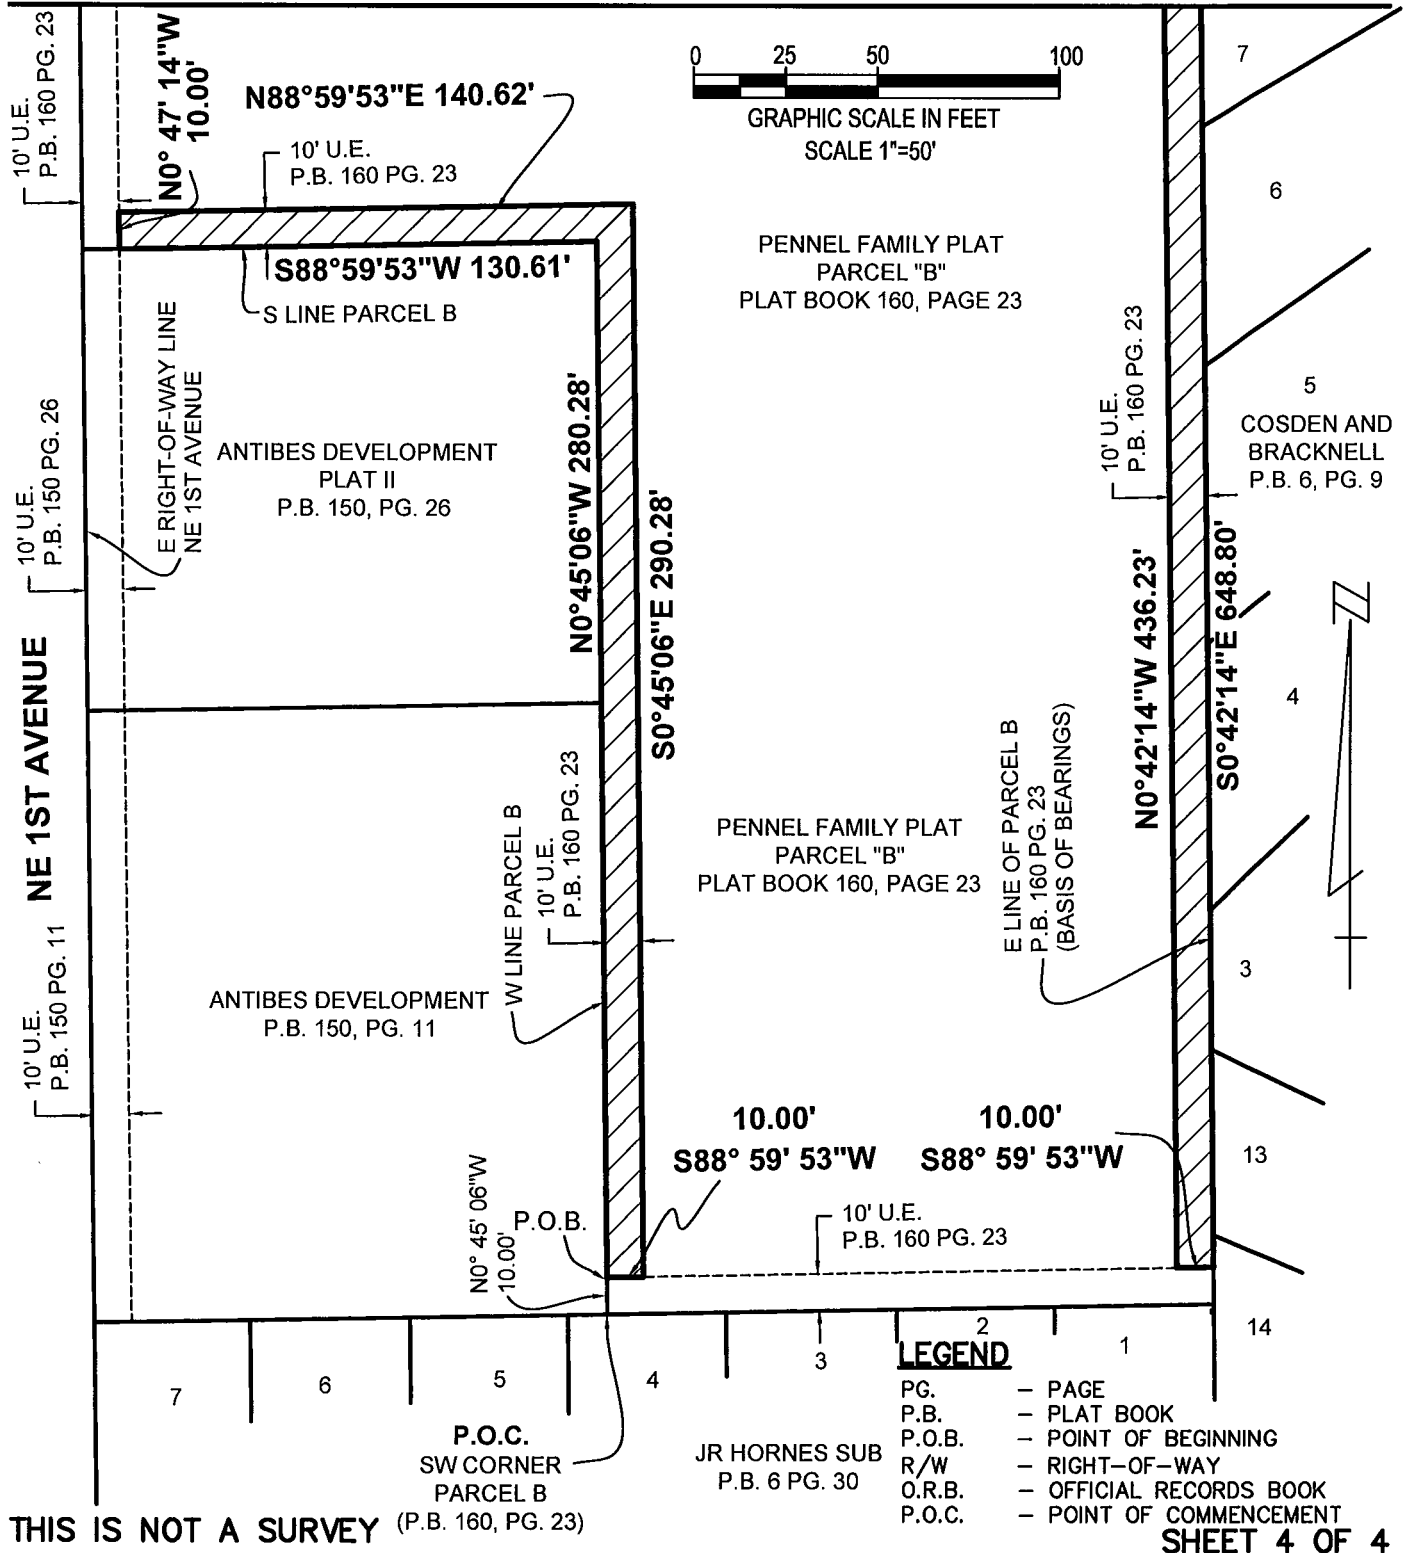 10' U.E.
P.B. 160 PG. 23
N0° 47' 14"W
10.00'
N88°59'53"E 140.62'
10' U.E.
P.B. 160 PG. 23
0 25 50 100
GRAPHIC SCALE IN FEET
SCALE 1"=50'
7
6
S88°59'53"W 130.61'
S LINE PARCEL B
PENNEL FAMILY PLAT
PARCEL "B"
PLAT BOOK 160, PAGE 23
10' U.E.
P.B. 160 PG. 23
5
COSDEN AND
BRACKNELL
P.B. 6, PG. 9
E RIGHT-OF-WAY LINE
NE 1ST AVENUE
10' U.E.
P.B. 150 PG. 26
ANTIBES DEVELOPMENT
PLAT II
P.B. 150, PG. 26
N0°45'06"W 280.28'
S0°45'06"E 290.28'
N0°42'14"W 436.23'
S0°42'14"E 648.80'
N
4
NE 1ST AVENUE
W LINE PARCEL B
10' U.E.
P.B. 160 PG. 23
PENNEL FAMILY PLAT
PARCEL "B"
PLAT BOOK 160, PAGE 23
E LINE OF PARCEL B
P.B. 160 PG. 23
(BASIS OF BEARINGS)
3
10' U.E.
P.B. 150 PG. 11
ANTIBES DEVELOPMENT
P.B. 150, PG. 11
10.00'
S88° 59' 53"W
10.00'
S88° 59' 53"W
13
N0° 45' 06"W
10.00'
P.O.B.
10' U.E.
P.B. 160 PG. 23
14
7
6
5
4
3
2
1
P.O.C.
SW CORNER
PARCEL B
(P.B. 160, PG. 23)
JR HORNES SUB
P.B. 6 PG. 30
LEGEND
PG. – PAGE
P.B. – PLAT BOOK
P.O.B. – POINT OF BEGINNING
R/W – RIGHT-OF-WAY
O.R.B. – OFFICIAL RECORDS BOOK
P.O.C. – POINT OF COMMENCEMENT
THIS IS NOT A SURVEY
SHEET 4 OF 4